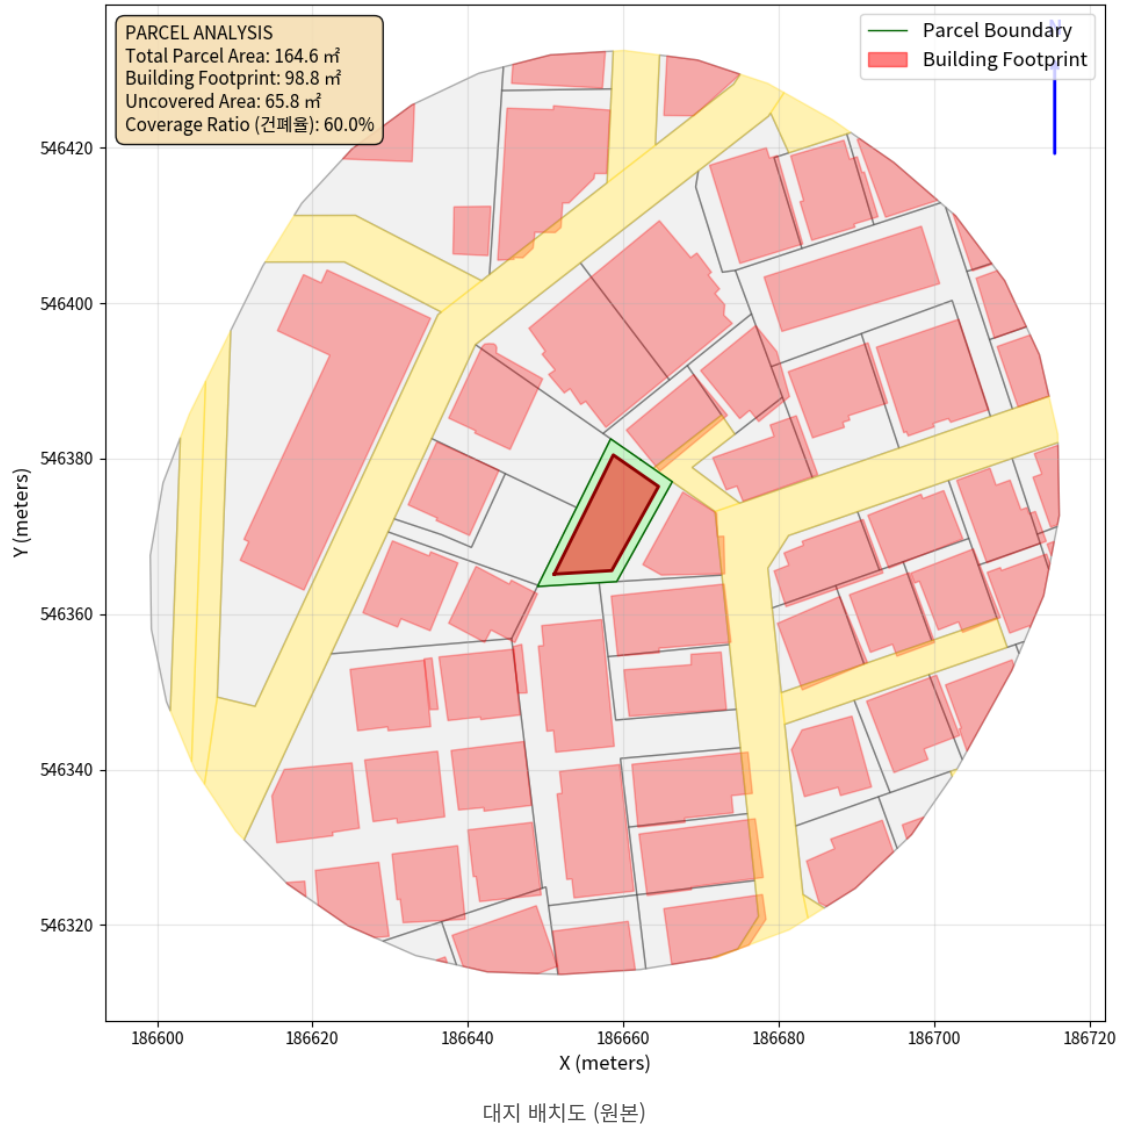 PARCEL ANALYSIS
Total Parcel Area: 164.6 ㎡
Building Footprint: 98.8 ㎡
Uncovered Area: 65.8 ㎡
Coverage Ratio (건폐율): 60.0%
N
Parcel Boundary
Building Footprint
546420
546400
546380
546360
546340
546320
Y (meters)
186600
186620
186640
186660
186680
186700
186720
X (meters)
대지 배치도 (원본)